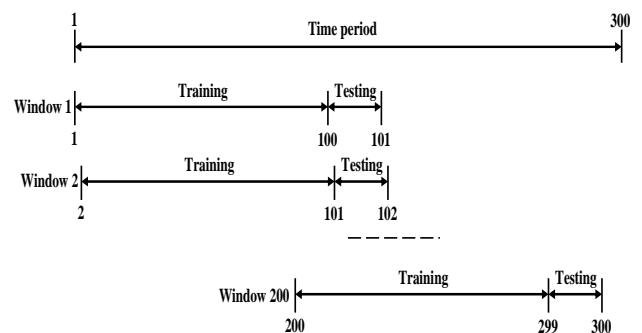 1 300
Time period
Training Testing
Window 1
1 100 101
Training Testing
Window 2
2 101 102
Training Testing
Window 200
200 299 300